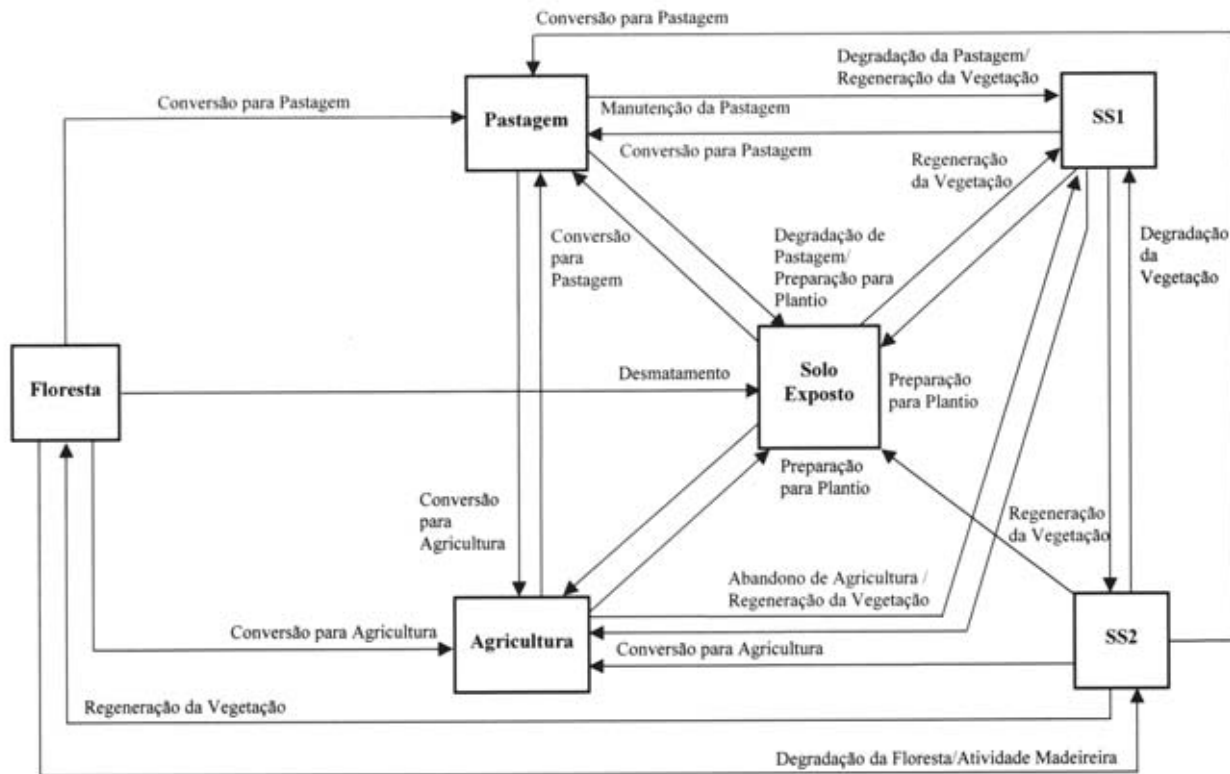 Conversão para Pastagem
Degradação da Pastagem/
Regeneração da Vegetação
Conversão para Pastagem
Pastagem
Manutenção da Pastagem
SS1
Conversão para Pastagem
Regeneração
da Vegetação
Conversão
para
Pastagem
Degradação de
Pastagem/
Preparação para
Plantio
Degradação
da
Vegetação
Floresta
Desmatamento
Solo
Exposto
Preparação
para Plantio
Preparação
para Plantio
Conversão
para
Agricultura
Regeneração
da Vegetação
Abandono de Agricultura /
Regeneração da Vegetação
Conversão para Agricultura
Agricultura
Conversão para Agricultura
SS2
Regeneração da Vegetação
Degradação da Floresta/Atividade Madeireira